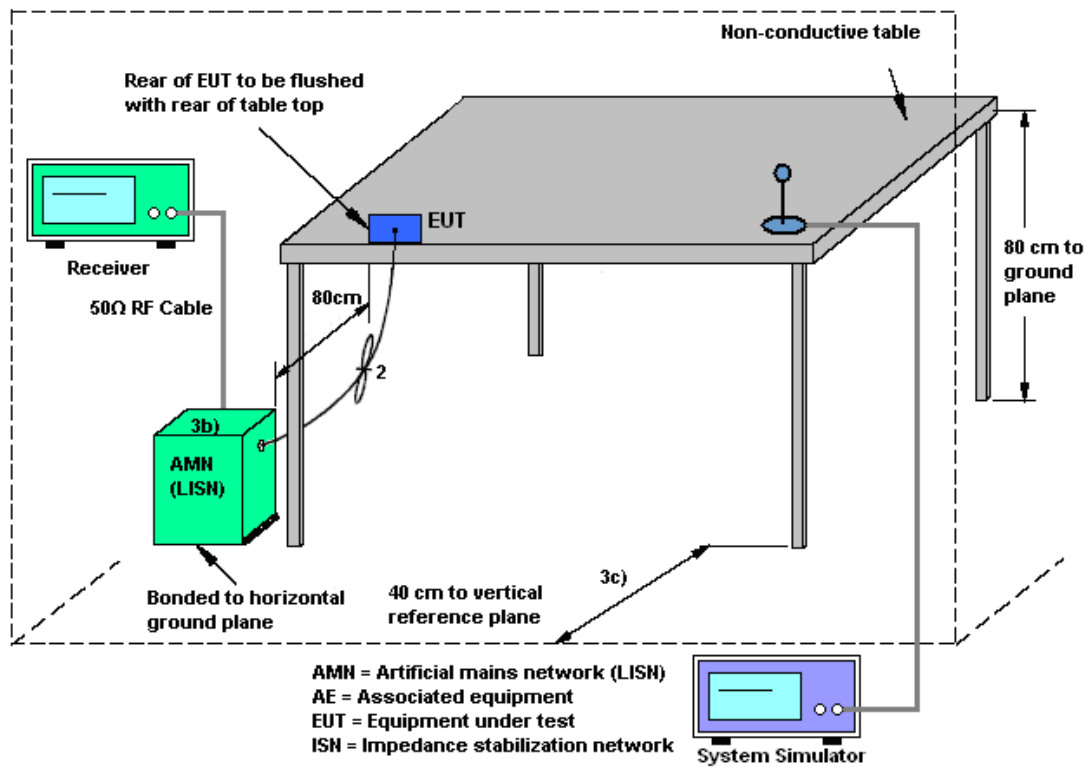 Non-conductive table
Rear of EUT to be flushed
with rear of table top
EUT
Receiver
80 cm to
ground
plane
80cm
50Ω RF Cable
2
3b)
AMN
(LISN)
3c)
Bonded to horizontal
ground plane
40 cm to vertical
reference plane
AMN = Artificial mains network (LISN)
AE = Associated equipment
EUT = Equipment under test
ISN = Impedance stabilization network
System Simulator